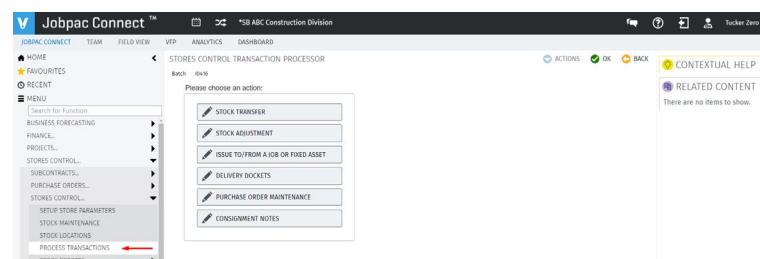 Jobpac Connect ™
*SB ABC Construction Division
Tucker Zero
JOBPAC CONNECT TEAM FIELD VIEW VFP ANALYTICS DASHBOARD
HOME
FAVOURITES
RECENT
MENU
Search for Function
BUSINESS FORECASTING
FINANCE...
PROJECTS...
STORES CONTROL...
SUBCONTRACTS...
PURCHASE ORDERS...
STORES CONTROL...
SETUP STORE PARAMETERS
STOCK MAINTENANCE
STOCK LOCATIONS
PROCESS TRANSACTIONS
STORES CONTROL TRANSACTION PROCESSOR
ACTIONS OK BACK
Batch I0416
Please choose an action:
STOCK TRANSFER
STOCK ADJUSTMENT
ISSUE TO/FROM A JOB OR FIXED ASSET
DELIVERY DOCKETS
PURCHASE ORDER MAINTENANCE
CONSIGNMENT NOTES
CONTEXTUAL HELP
RELATED CONTENT
There are no items to show.